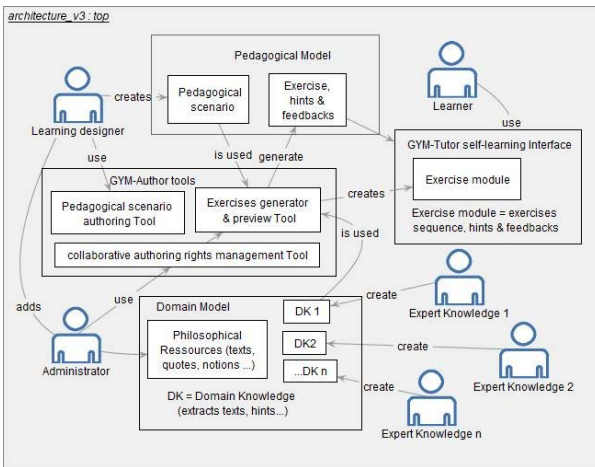 architecture_v3 : top
Pedagogical Model
Pedagogical
scenario
Exercise,
hints &
feedbacks
creates
Learning designer
Learner
use
is used
generate
use
GYM-Tutor self-learning Interface
Exercise module
Exercise module = exercises
sequence, hints & feedbacks
GYM-Author tools
Pedagogical scenario
authoring Tool
Exercises generator
& preview Tool
creates
is used
collaborative authoring rights management Tool
adds
use
Administrator
Domain Model
Philosophical
Ressources (texts,
quotes, notions ...)
DK 1
DK2
...DK n
DK = Domain Knowledge
(extracts texts, hints...)
create
Expert Knowledge 1
create
Expert Knowledge 2
create
Expert Knowledge n